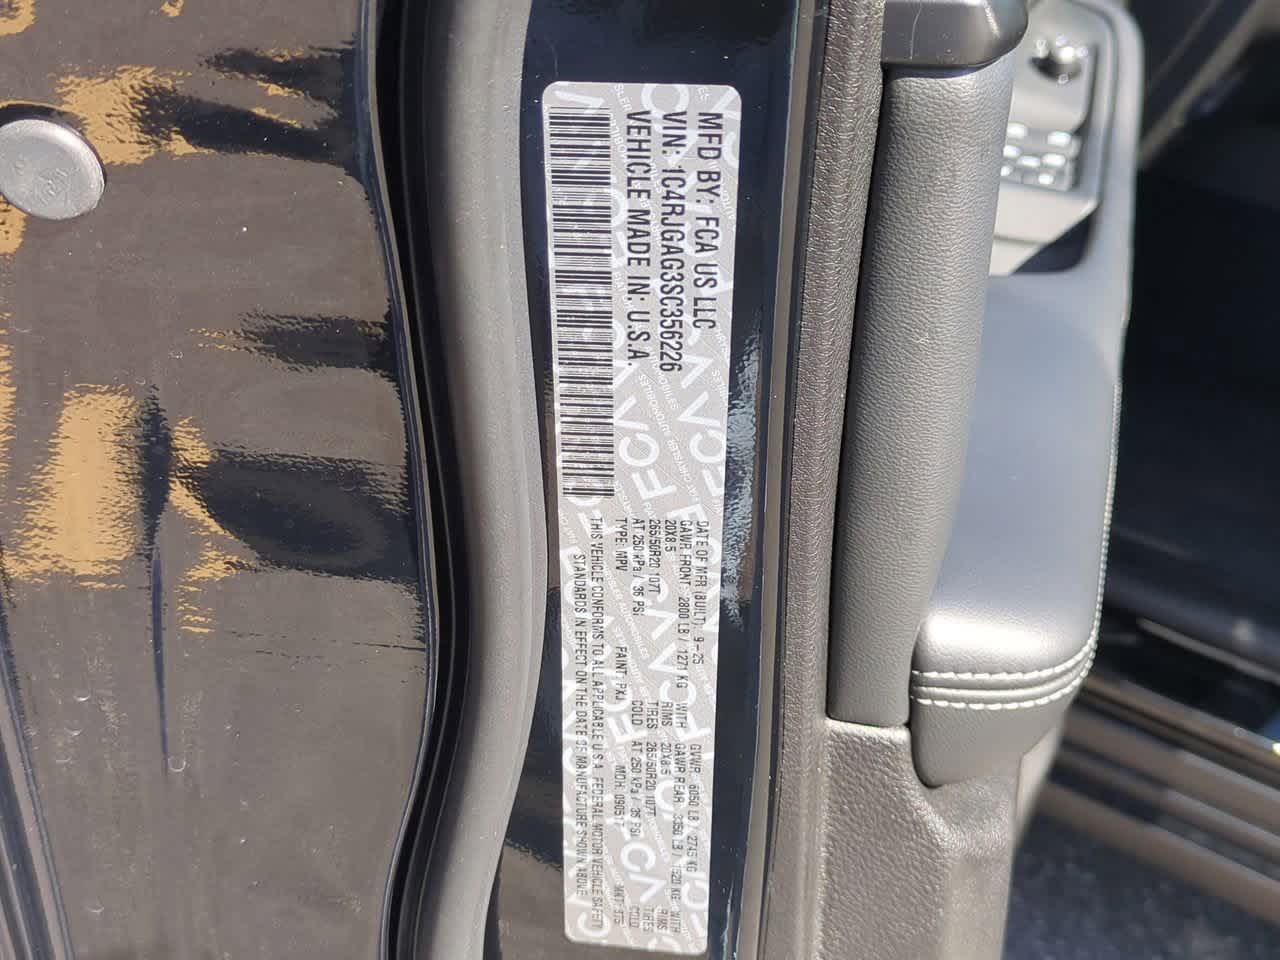 MFD BY: FCA US LLC
VIN: 1C4RJGAG3SC356226
VEHICLE MADE IN: U.S.A.
DATE OF MFR (BUILT): 9-25 GVWR: 6050 LB / 2745 KG
GAWR FRONT: 2800 LB / 1271 KG WITH GAWR REAR: 3350 LB / 1520 KG WITH
20X8.5 RIMS 20X8.5 RIMS
265/50R20 107T TIRES 265/50R20 107T TIRES
AT 250 kPa / 36 PSI COLD AT 250 kPa / 36 PSI COLD
TYPE: MPV PAINT: PXJ MDH: 090517
THIS VEHICLE CONFORMS TO ALL APPLICABLE U.S.A. FEDERAL MOTOR VEHICLE SAFETY
STANDARDS IN EFFECT ON THE DATE OF MANUFACTURE SHOWN ABOVE.